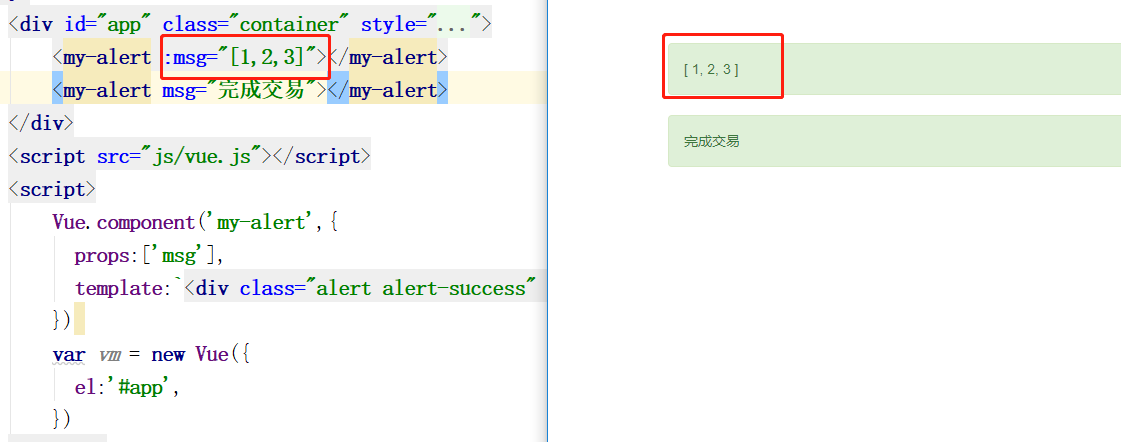 <div id="app" class="container" style="...">
<my-alert :msg="[1,2,3]"></my-alert>
<my-alert msg="完成交易"></my-alert>
</div>
<script src="js/vue.js"></script>
<script>
Vue.component('my-alert',{
props:['msg'],
template:`<div class="alert alert-success"
})
var vm = new Vue({
el:'#app',
})
[ 1, 2, 3 ]
完成交易